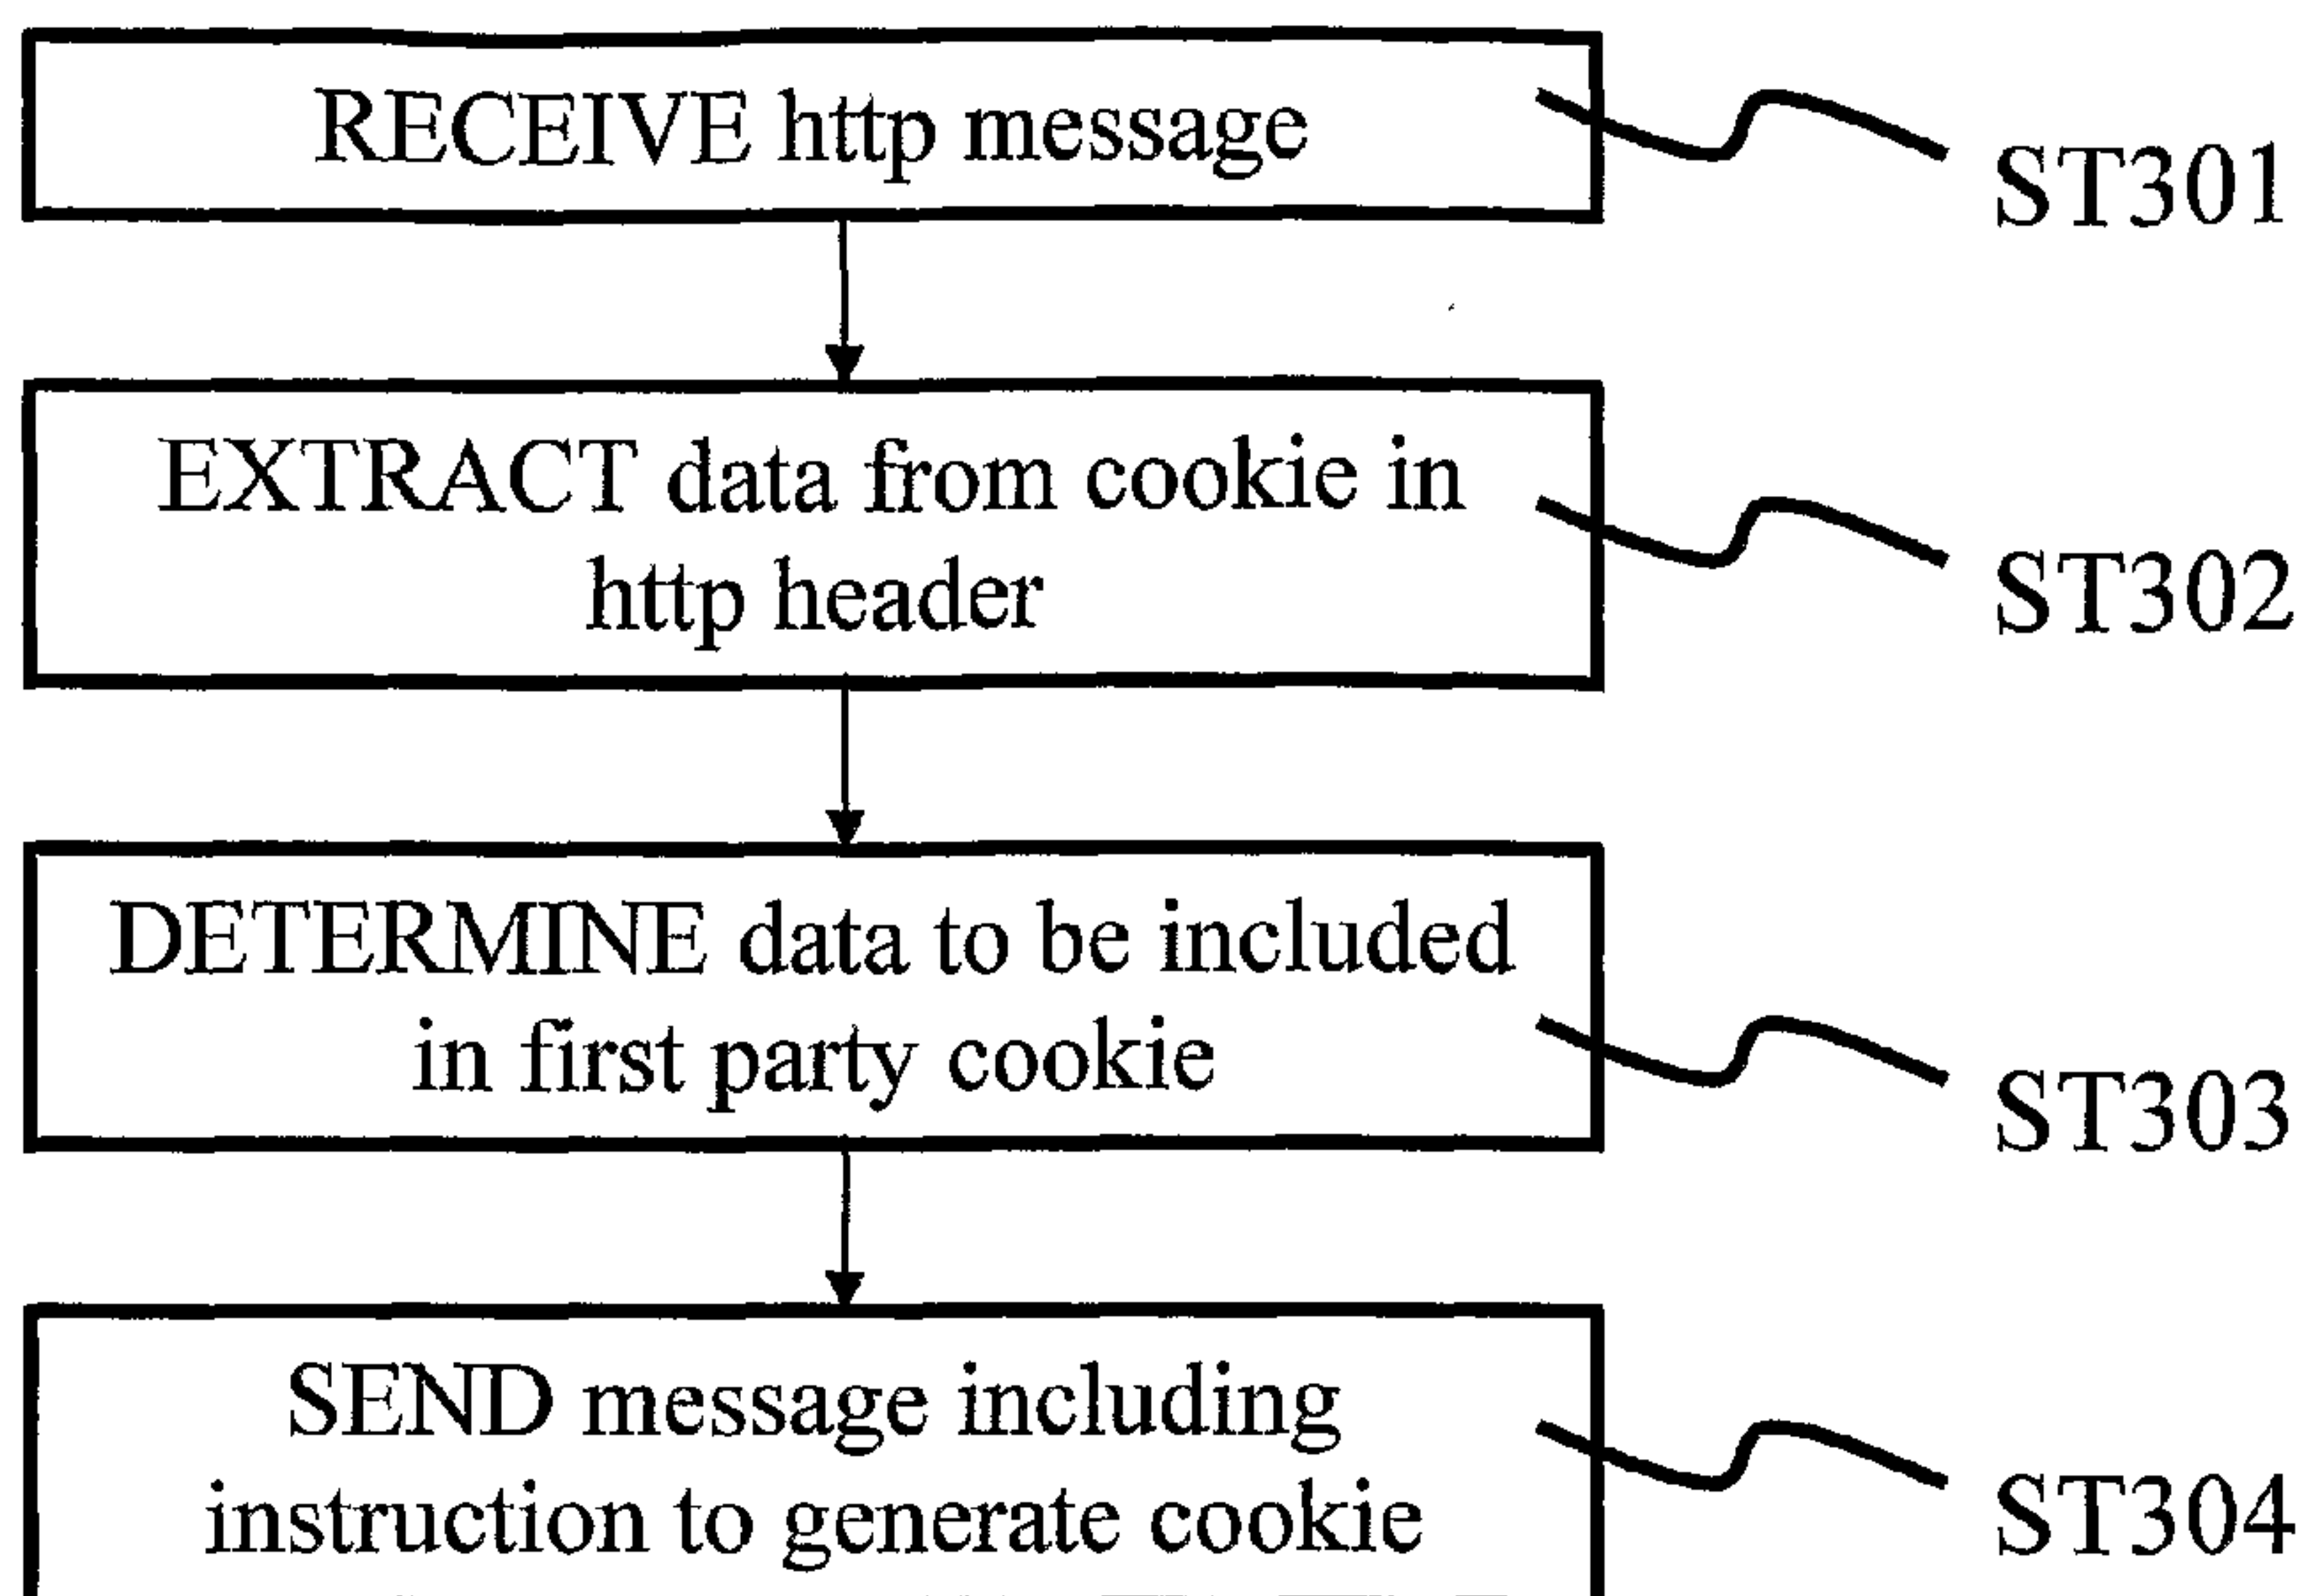 RECEIVE http message
ST301
EXTRACT data from cookie in
http header
ST302
DETERMINE data to be included
in first party cookie
ST303
SEND message including
instruction to generate cookie
ST304